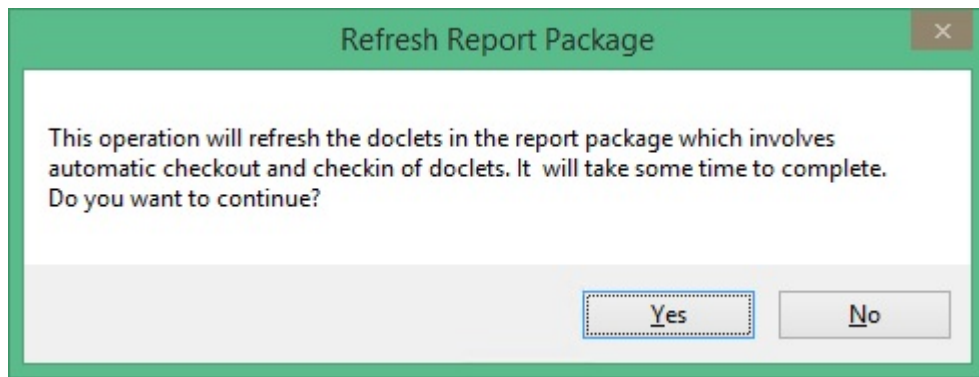 Refresh Report Package
This operation will refresh the doclets in the report package which involves
automatic checkout and checkin of doclets. It  will take some time to complete.
Do you want to continue?
Yes No